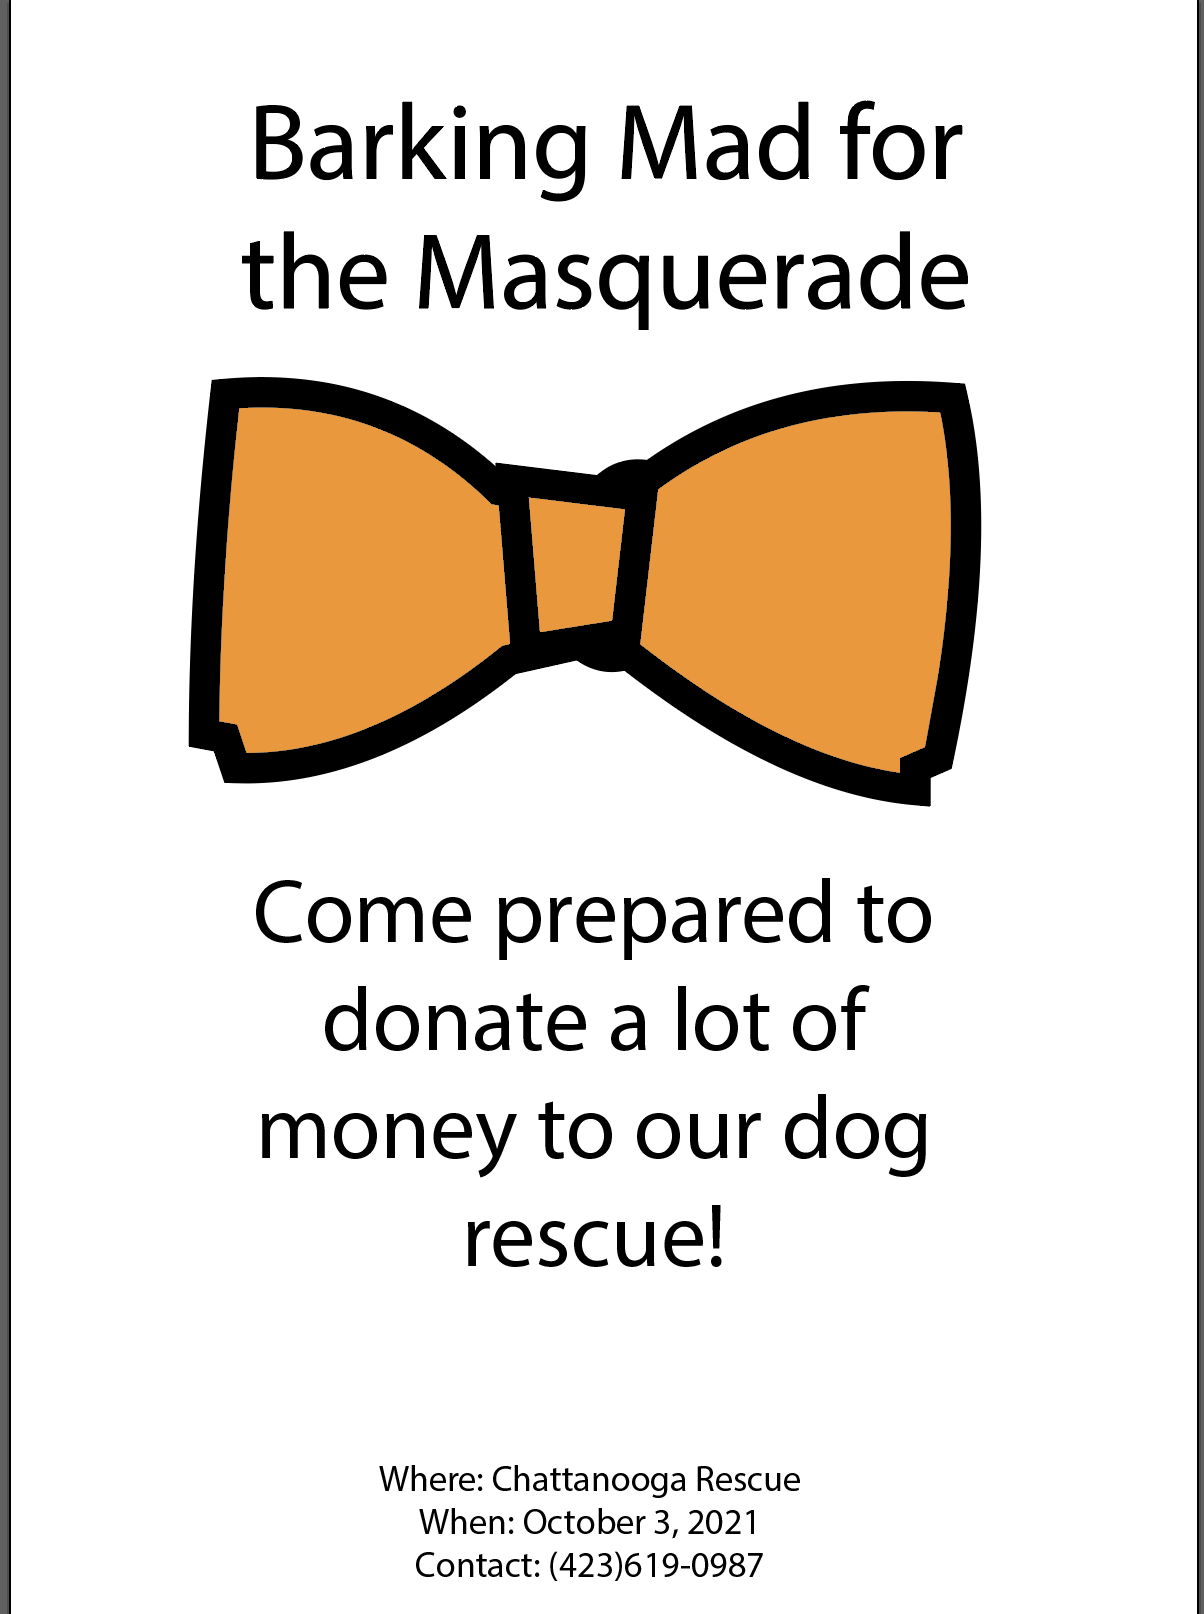 Barking Mad for
the Masquerade
Come prepared to
donate a lot of
money to our dog
rescue!
Where: Chattanooga Rescue
When: October 3, 2021
Contact: (423)619-0987